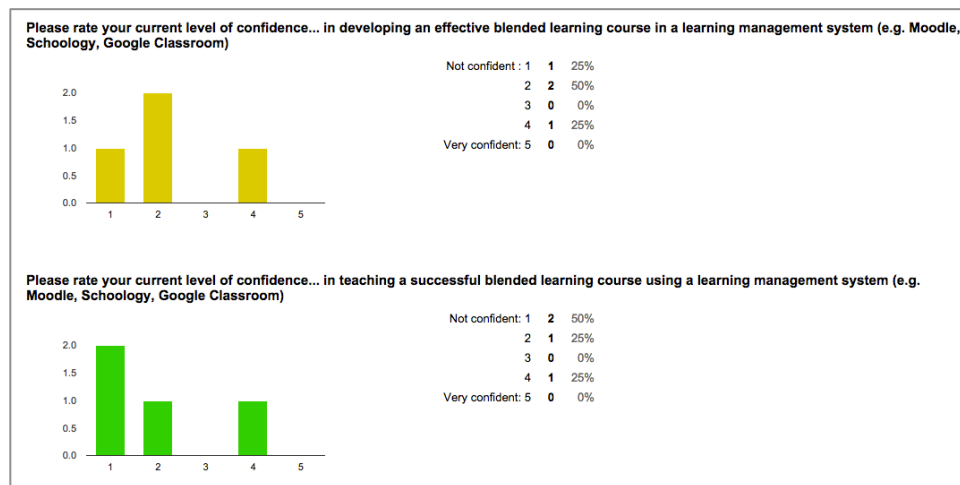 Please rate your current level of confidence... in developing an effective blended learning course in a learning management system (e.g. Moodle,
Schoology, Google Classroom)
Not confident : 1 1 25%
2 2 50%
3 0 0%
4 1 25%
Very confident: 5 0 0%
2.0
1.5
1.0
0.5
0.0
1 2 3 4 5
Please rate your current level of confidence... in teaching a successful blended learning course using a learning management system (e.g.
Moodle, Schoology, Google Classroom)
Not confident: 1 2 50%
2 1 25%
3 0 0%
4 1 25%
Very confident: 5 0 0%
2.0
1.5
1.0
0.5
0.0
1 2 3 4 5